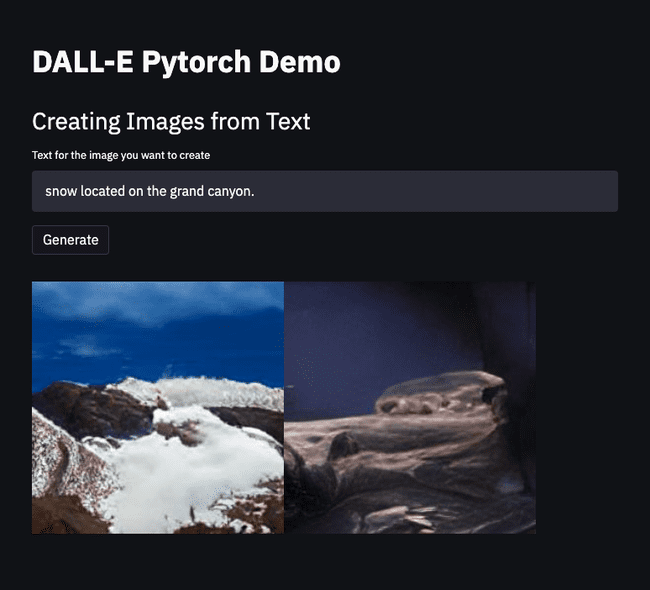 DALL-E Pytorch Demo
Creating Images from Text
Text for the image you want to create
snow located on the grand canyon.
Generate